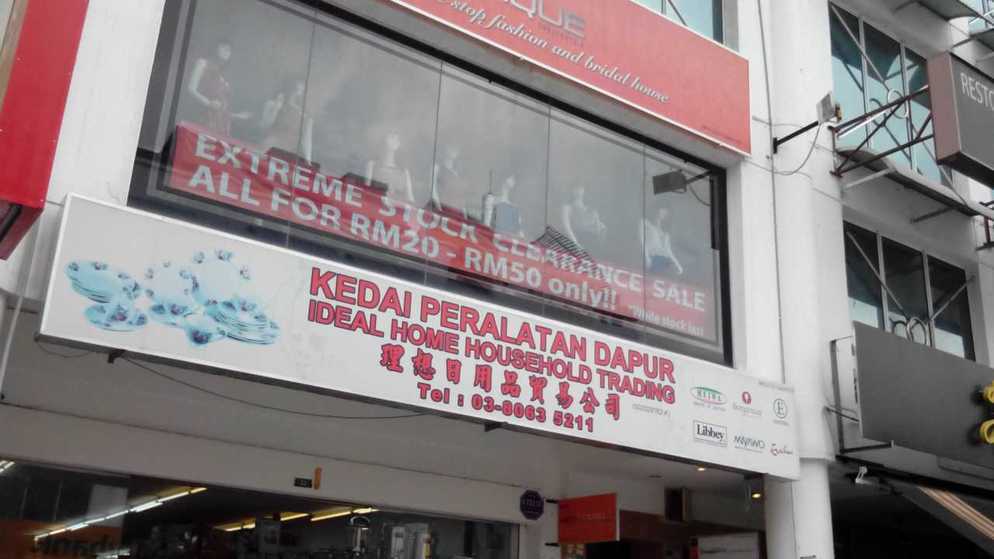 QUE
stop fashion and bridal house
EXTREME STOCK CLEARANCE SALE
ALL FOR RM20 - RM50 only!!
*While stock last
KEDAI PERALATAN DAPUR
IDEAL HOME HOUSEHOLD TRADING
理想日用品貿易公司
Tel : 03-8063 5211
Libbey
RESTO